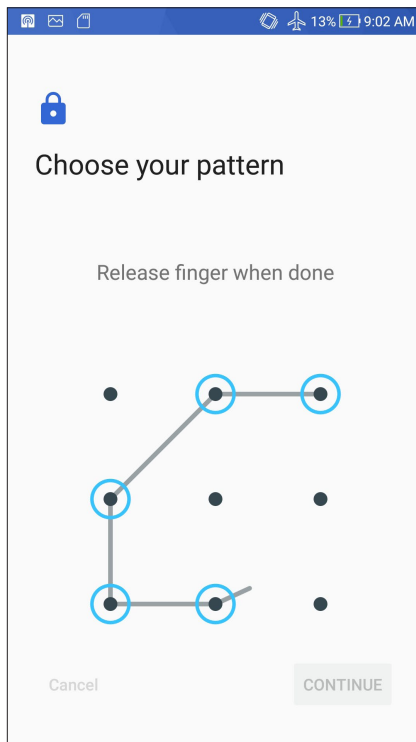 13% 9:02 AM
Choose your pattern
Release finger when done
Cancel
CONTINUE